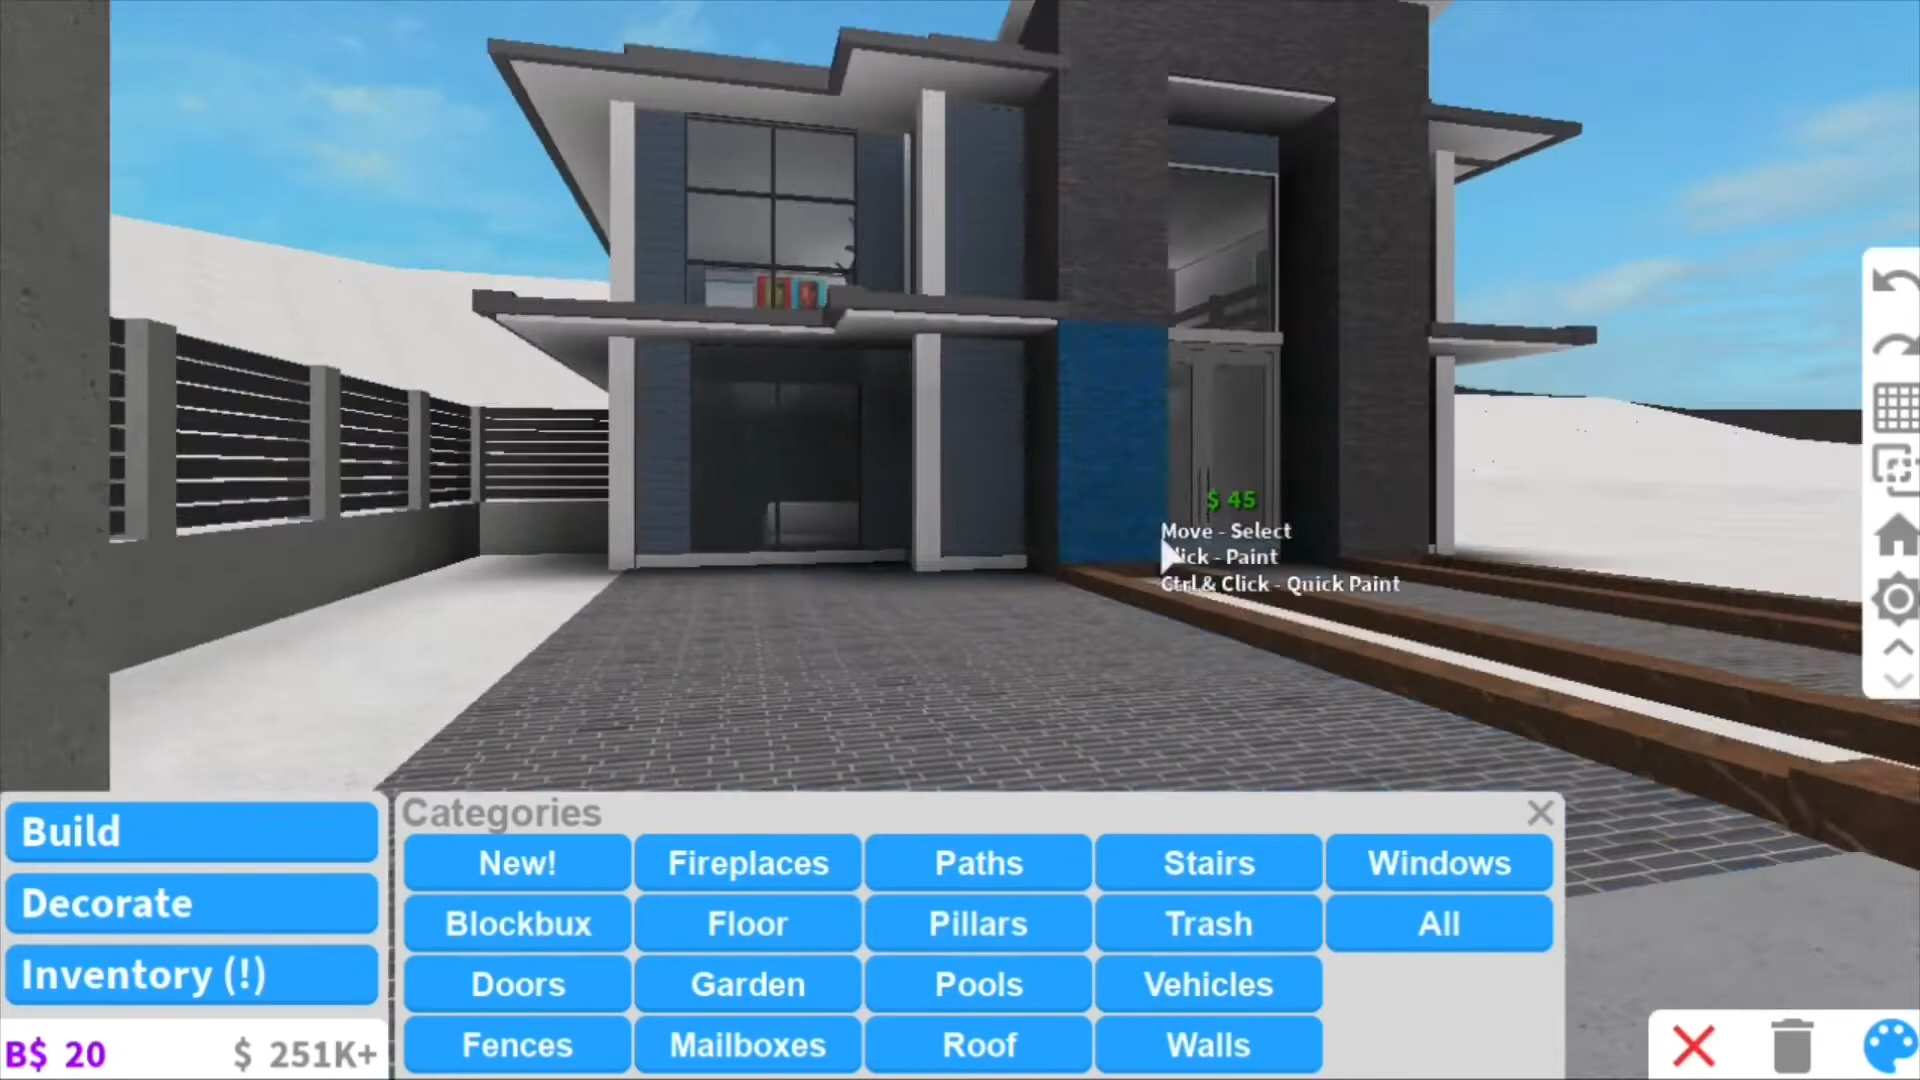 $ 45
Move - Select
Click - Paint
Ctrl & Click - Quick Paint
Categories
New! Fireplaces Paths Stairs Windows
Blockbux Floor Pillars Trash All
Doors Garden Pools Vehicles
Fences Mailboxes Roof Walls
Build
Decorate
Inventory (!)
B$ 20 $ 251K+